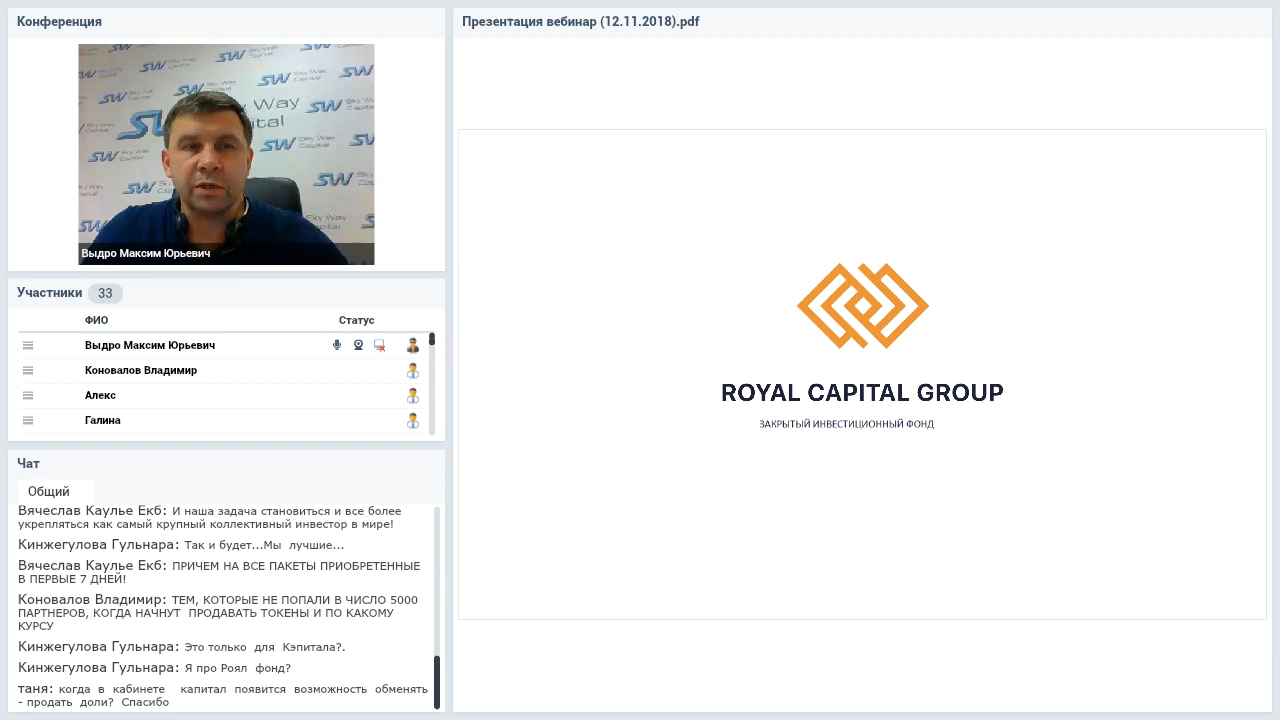 Конференция
SW
Sky Way Capital
Выдро Максим Юрьевич
Участники 33
ФИО Статус
Выдро Максим Юрьевич
Коновалов Владимир
Алекс
Галина
Чат
Общий
Вячеслав Каулье Екб: И наша задача становиться и все более
укрепляться как самый крупный коллективный инвестор в мире!
Кинжегулова Гульнара: Так и будет...Мы лучшие...
Вячеслав Каулье Екб: ПРИЧЕМ НА ВСЕ ПАКЕТЫ ПРИОБРЕТЕННЫЕ
В ПЕРВЫЕ 7 ДНЕЙ!
Коновалов Владимир: ТЕМ, КОТОРЫЕ НЕ ПОПАЛИ В ЧИСЛО 5000
ПАРТНЕРОВ, КОГДА НАЧНУТ ПРОДАВАТЬ ТОКЕНЫ И ПО КАКОМУ
КУРСУ
Кинжегулова Гульнара: Это только для Кэпитала?.
Кинжегулова Гульнара: Я про Роял фонд?
таня: когда в кабинете капитал появится возможность обменять
- продать доли? Спасибо
Презентация вебинар (12.11.2018).pdf
ROYAL CAPITAL GROUP
ЗАКРЫТЫЙ ИНВЕСТИЦИОННЫЙ ФОНД